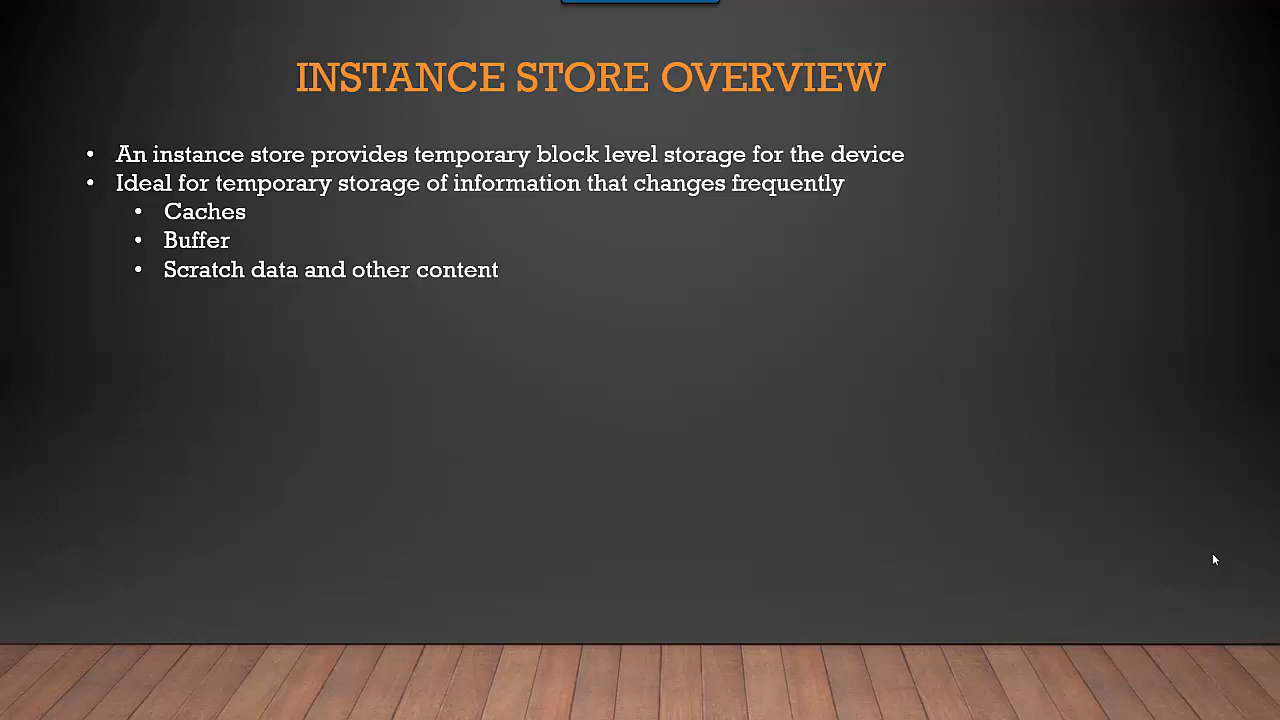 INSTANCE STORE OVERVIEW
• An instance store provides temporary block level storage for the device
• Ideal for temporary storage of information that changes frequently
• Caches
• Buffer
• Scratch data and other content